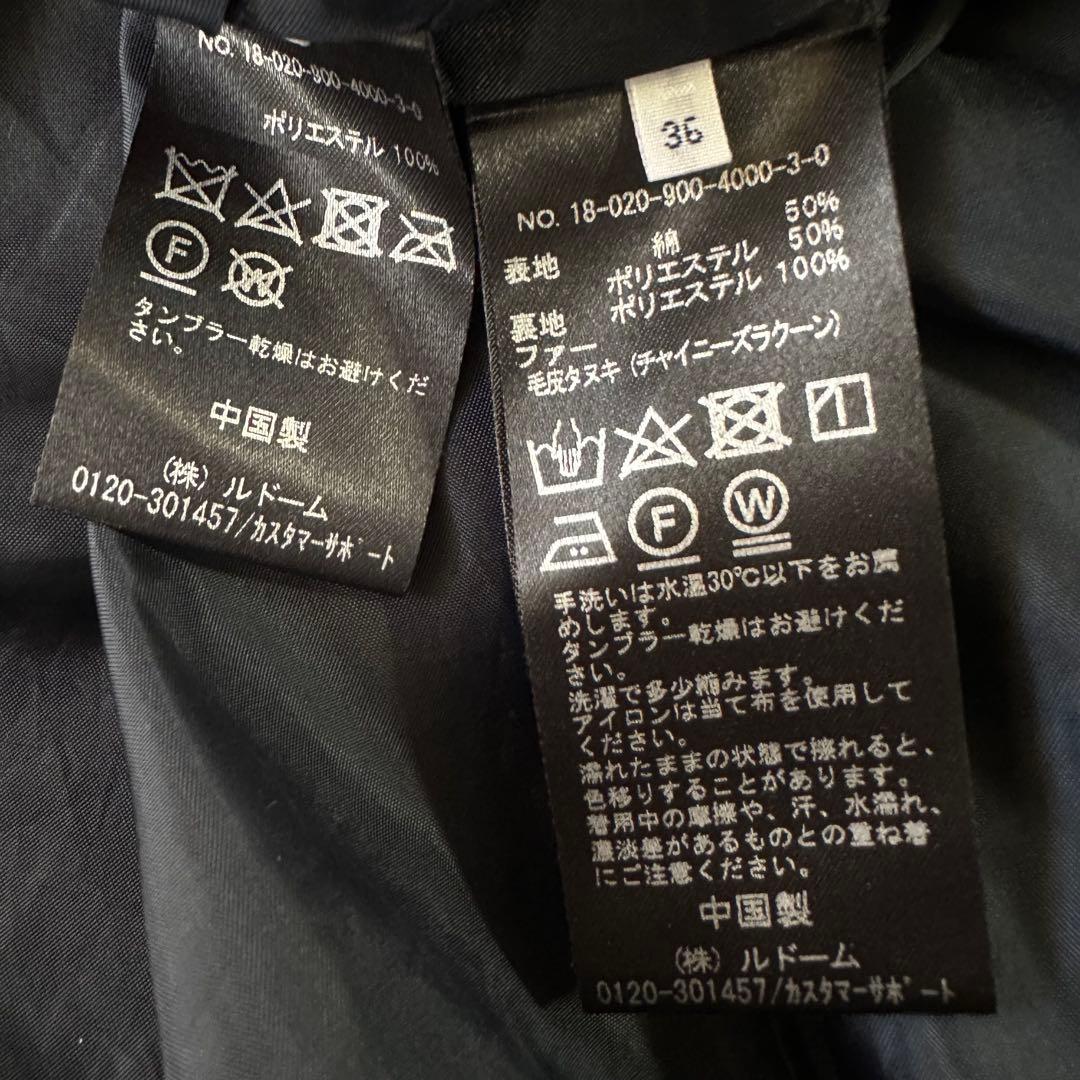 NO. 18-020-900-4000-3-0
ポリエステル 100%
F
W
タンブラー乾燥はお避けくだ
さい。
中国製
(株) ルドーム
0120-301457/カスタマーサポート
36
NO. 18-020-900-4000-3-0
表地 綿 50%
ポリエステル 50%
裏地 ポリエステル 100%
ファー
毛皮タヌキ (チャイニーズラクーン)
F
W
手洗いは水温30℃以下をお薦
めします。
タンブラー乾燥はお避けくだ
さい。
洗濯で多少縮みます。
アイロンは当て布を使用して
ください。
濡れたままの状態で擦れると、
色移りすることがあります。
着用中の摩擦や、汗、水濡れ、
濃淡差があるものとの重ね着
にご注意ください。
中国製
(株) ルドーム
0120-301457/カスタマーサポート